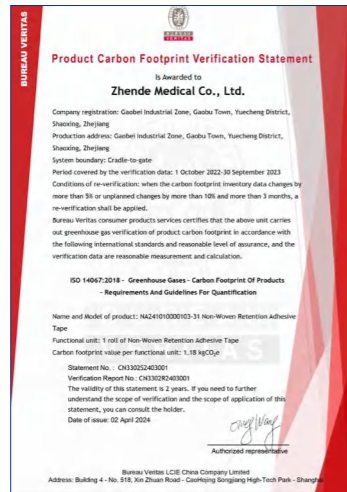 BUREAU VERITAS
BUREAU
VERITAS
Product Carbon Footprint Verification Statement
Is Awarded to
Zhende Medical Co., Ltd.
Company registration: Gaobei Industrial Zone, Gaobu Town, Yuecheng District,
Shaoxing, Zhejiang
Production address: Gaobei Industrial Zone, Gaobu Town, Yuecheng District,
Shaoxing, Zhejiang
System boundary: Cradle-to-gate
Period covered by the verification data: 1 October 2022-30 September 2023
Conditions of re-verification: when the carbon footprint inventory data changes by
more than 5% or unplanned changes by more than 10% and more than 3 months, a
re-verification shall be applied.
Bureau Veritas consumer products services certifies that the above unit carries
out greenhouse gas verification of product carbon footprint in accordance with
the following international standards and reasonable level of assurance, and the
verification data are reasonable measurement and calculation.
ISO 14067:2018 - Greenhouse Gases - Carbon Footprint Of Products
- Requirements And Guidelines For Quantification
Name and Model of product: NA241010000103-31 Non-Woven Retention Adhesive
Tape
Functional unit: 1 roll of Non-Woven Retention Adhesive Tape
Carbon footprint value per functional unit: 1.18 kgCO₂e
Statement No. : CN3302S2403001
Verification Report No.: CN3302R2403001
The validity of this statement is 2 years. If you need to further
understand the scope of verification and the scope of application of this
statement, you can consult the holder.
Date of issue: 02 April 2024
Authorized representative
Bureau Veritas LCIE China Company Limited
Address: Building 4 - No. 518, Xin Zhuan Road - CaoHejing Songjiang High-Tech Park - Shanghai